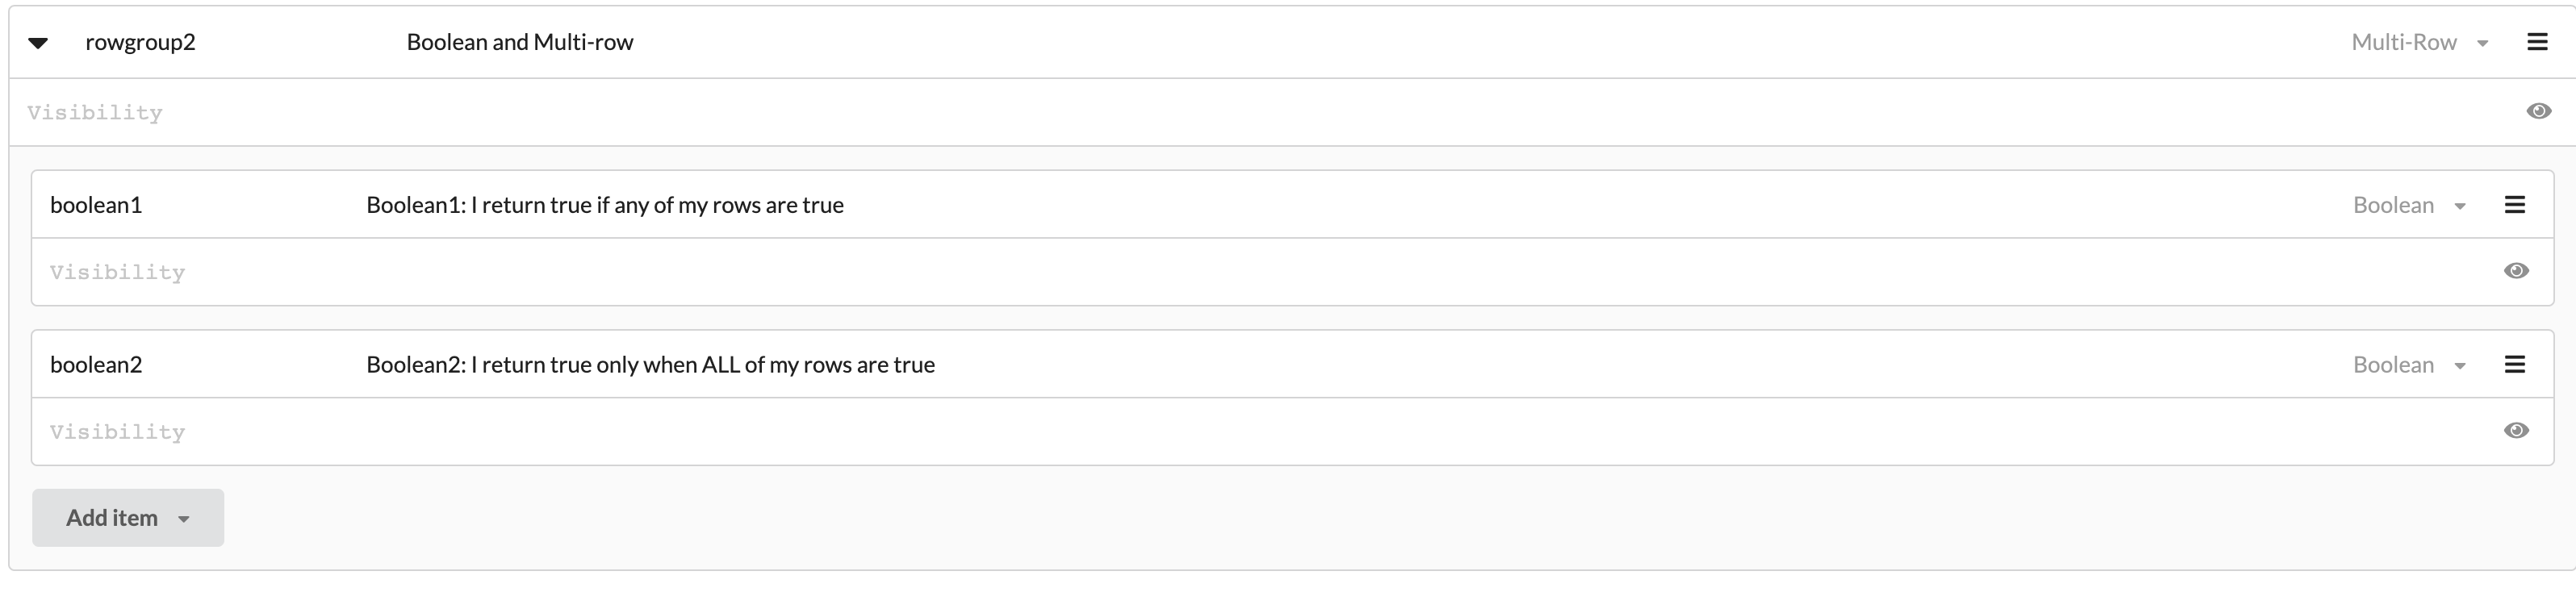 rowgroup2 Boolean and Multi-row Multi-Row
Visibility
boolean1 Boolean1: I return true if any of my rows are true Boolean
Visibility
boolean2 Boolean2: I return true only when ALL of my rows are true Boolean
Visibility
Add item